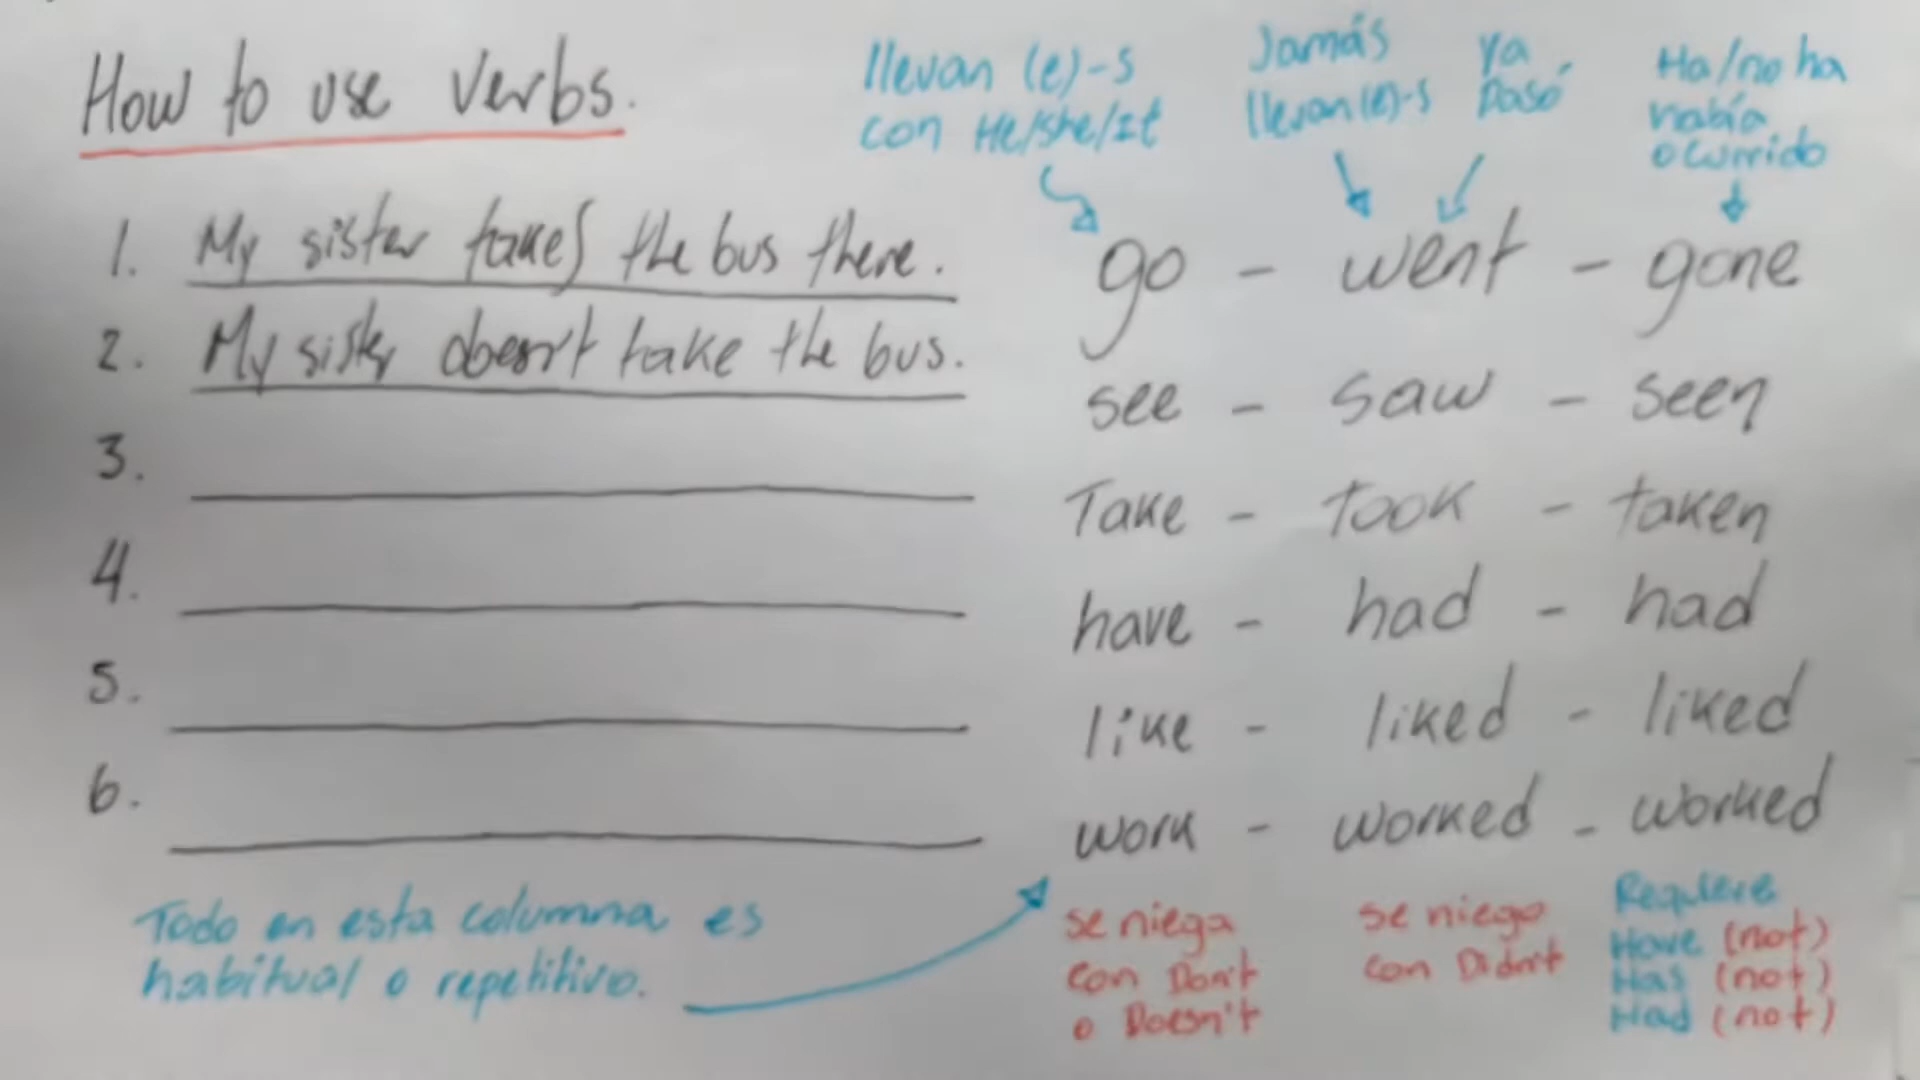 How to use verbs.
llevan (e)-s
con He/she/it
Jamás
llevan(e)-s
ya
pasó
Ha/no ha
había
ocurrido
1. My sister takes the bus there.
2. My sister doesn't take the bus.
3.
4.
5.
6.
go - went - gone
see - saw - seen
Take - took - taken
have - had - had
like - liked - liked
work - worked - worked
Todo en esta columna es
habitual o repetitivo.
se niega
con Don't
o Doesn't
se niego
con Didn't
Requiere
Have (not)
Has (not)
Had (not)